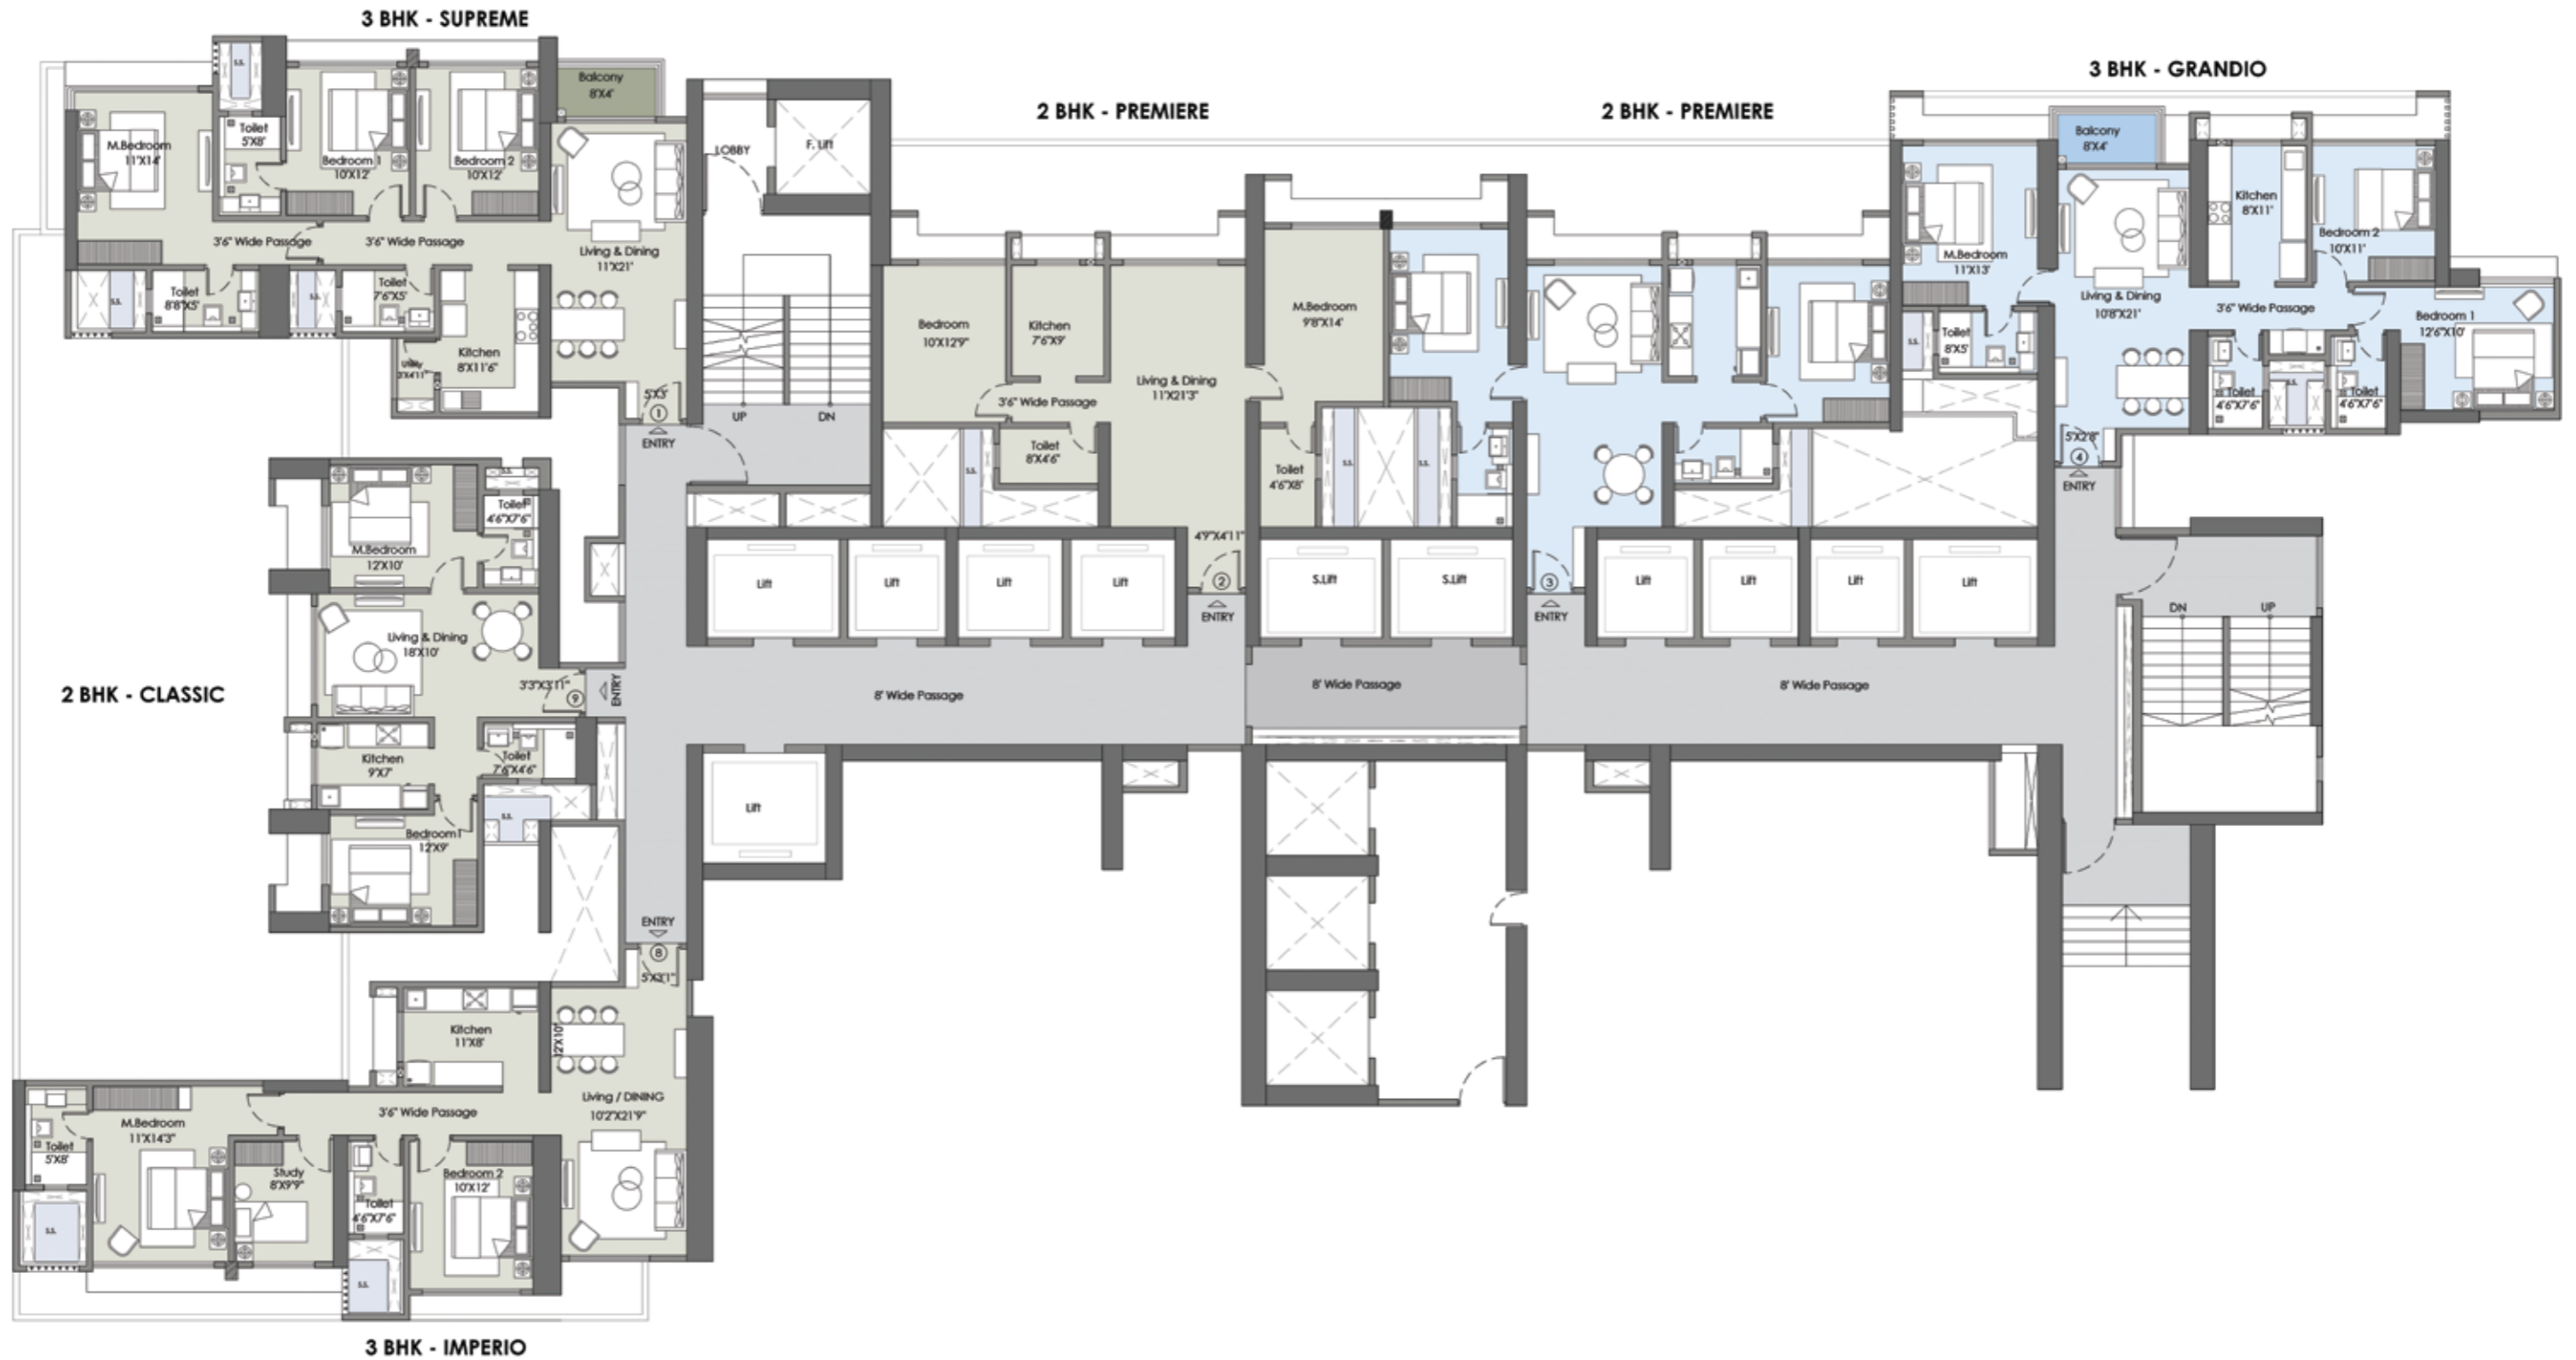 3 BHK - SUPREME
M.Bedroom
11'X14'
S.S.
Toilet
5'X8'
Bedroom 1
10'X12'
Bedroom 2
10'X12'
Balcony
8'X4'
3'6" Wide Passage
3'6" Wide Passage
Living & Dining
11'X21'
S.S.
Toilet
8'8"X5'
S.S.
Toilet
7'6"X5'
Kitchen
8'X11'6"
Utility
5'X3'
1
ENTRY
LOBBY
F. Lift
UP
DN
2 BHK - PREMIERE
Bedroom
10'X12'9"
Kitchen
7'6"X9'
Living & Dining
11'X21'3"
3'6" Wide Passage
S.S.
Toilet
8'X4'6"
M.Bedroom
9'8"X14'
Toilet
4'6"X8'
S.S.
S.S.
4'9"X4'11"
2
ENTRY
2 BHK - PREMIERE
3
ENTRY
3 BHK - GRANDIO
Balcony
8'X4'
M.Bedroom
11'X13'
Kitchen
8'X11'
Bedroom 2
10'X11'
Living & Dining
10'8"X21'
3'6" Wide Passage
Bedroom 1
12'6"X10'
S.S.
Toilet
8'X5'
Toilet
4'6"X7'6"
S.S.
Toilet
4'6"X7'6"
5'X2'8"
4
ENTRY
DN
UP
Lift
Lift
Lift
Lift
S.Lift
S.Lift
Lift
Lift
Lift
Lift
8' Wide Passage
8' Wide Passage
8' Wide Passage
Lift
2 BHK - CLASSIC
S.S.
Toilet
4'6"X7'6"
M.Bedroom
12'X10'
Living & Dining
18'X10'
3'3"X3'11"
9
ENTRY
Kitchen
9'X7'
Toilet
7'6"X4'6"
S.S.
Bedroom1
12'X9'
ENTRY
8
5'X3'1"
Kitchen
11'X8'
12'X10'
Living / DINING
10'2"X21'9"
3'6" Wide Passage
M.Bedroom
11'X14'3"
Toilet
5'X8'
S.S.
Study
8'X9'9"
Toilet
4'6"X7'6"
S.S.
Bedroom 2
10'X12'
3 BHK - IMPERIO